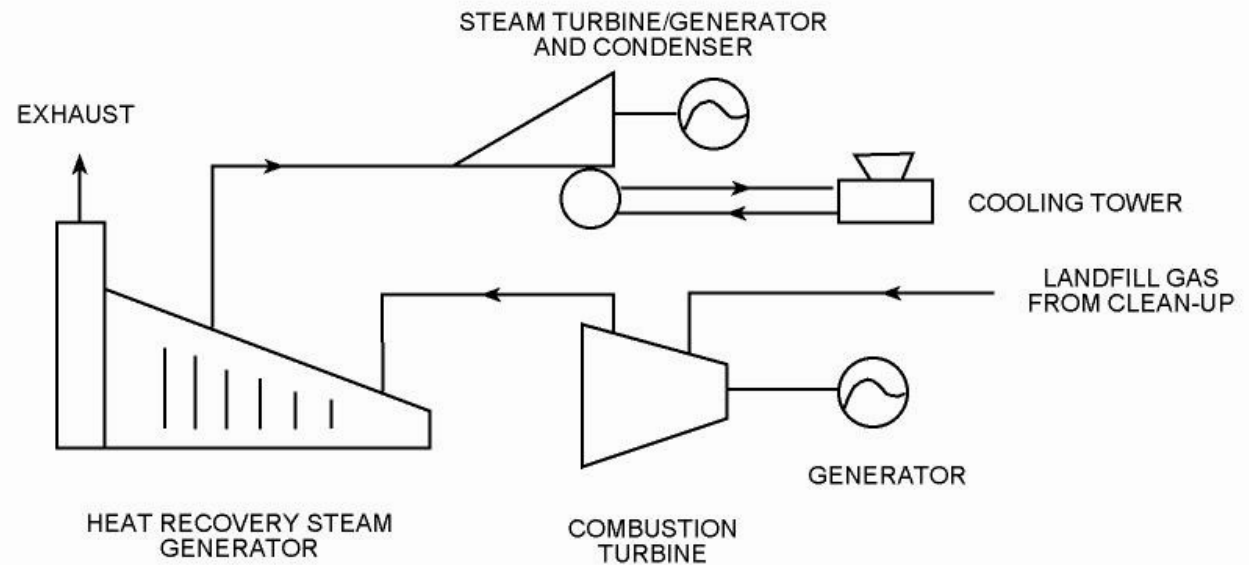 STEAM TURBINE/GENERATOR
AND CONDENSER
EXHAUST
COOLING TOWER
LANDFILL GAS
FROM CLEAN-UP
GENERATOR
HEAT RECOVERY STEAM
GENERATOR
COMBUSTION
TURBINE